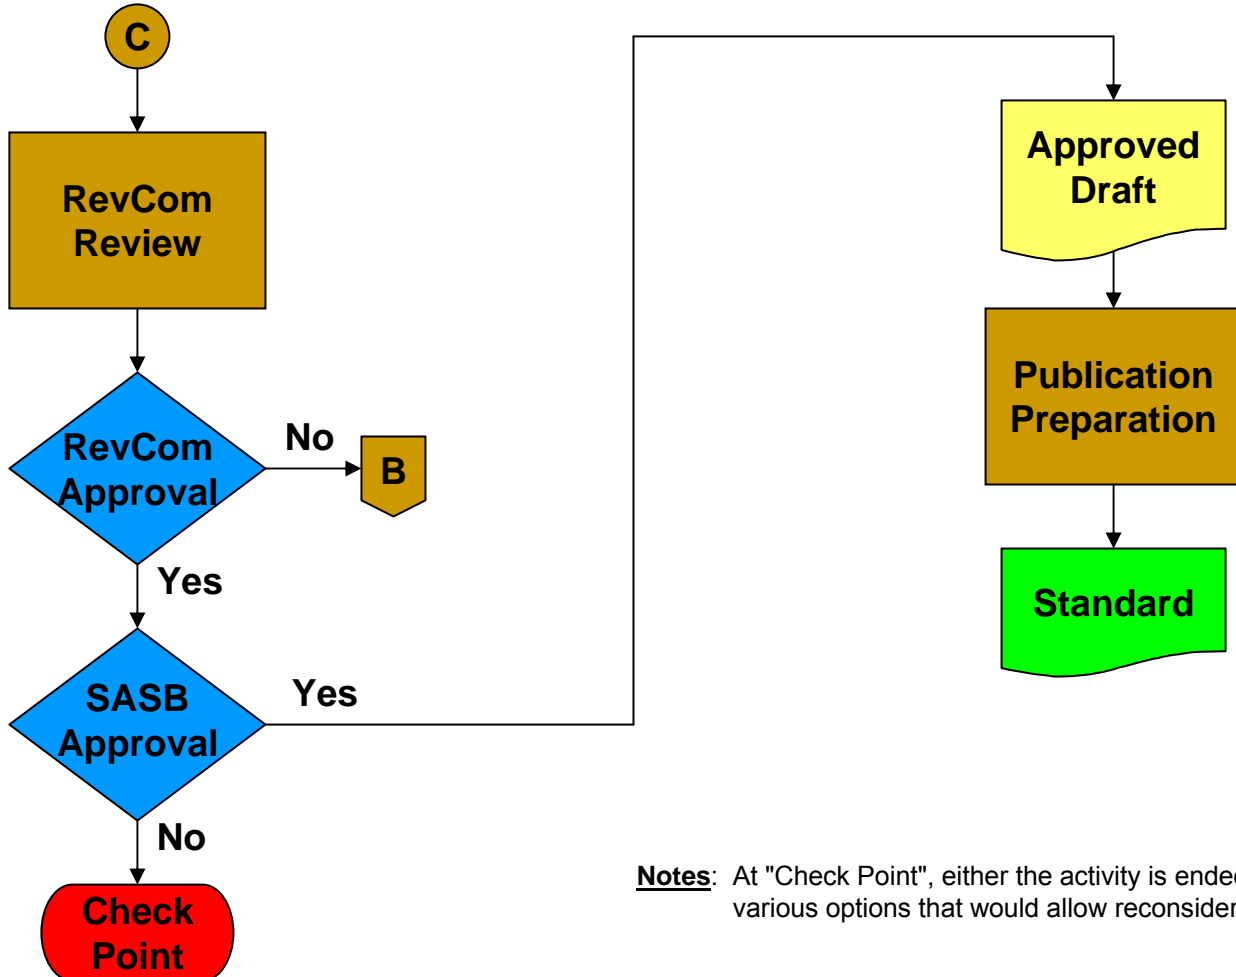 C
RevCom
Review
RevCom
Approval
No
B
Yes
SASB
Approval
Yes
No
Check
Point
Approved
Draft
Publication
Preparation
Standard
Notes: At "Check Point", either the activity is ended
various options that would allow reconsider